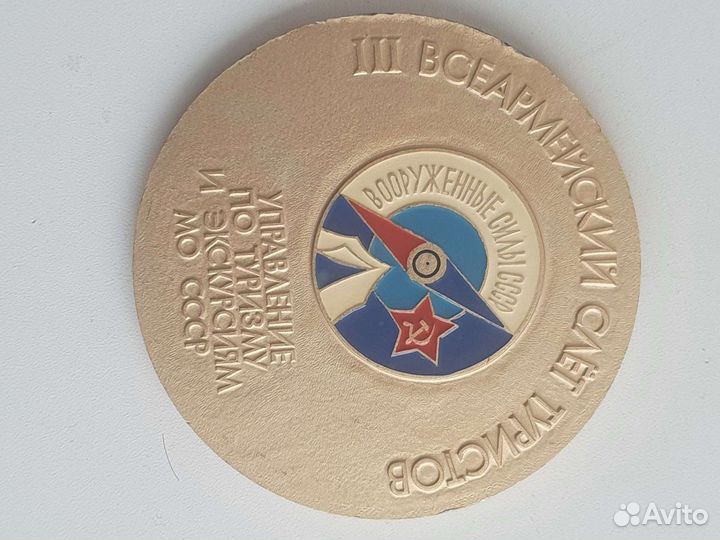 III ВСЕАРМЕЙСКИЙ СЛЁТ ТУРИСТОВ
ВООРУЖЕННЫЕ СИЛЫ СССР
УПРАВЛЕНИЕ
ПО ТУРИЗМУ
И ЭКСКУРСИЯМ
МО СССР
Avito